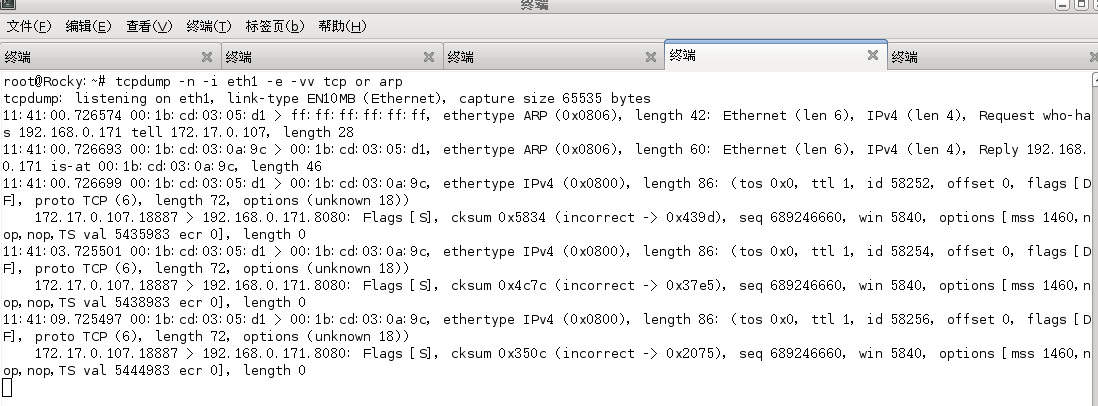 终端
文件(F) 编辑(E) 查看(V) 终端(T) 标签页(b) 帮助(H)
终端 终端 终端 终端 终端
root@Rocky:~# tcpdump -n -i eth1 -e -vv tcp or arp
tcpdump: listening on eth1, link-type EN10MB (Ethernet), capture size 65535 bytes
11:41:00.726574 00:1b:cd:03:05:d1 > ff:ff:ff:ff:ff:ff, ethertype ARP (0x0806), length 42: Ethernet (len 6), IPv4 (len 4), Request who-ha
s 192.168.0.171 tell 172.17.0.107, length 28
11:41:00.726693 00:1b:cd:03:0a:9c > 00:1b:cd:03:05:d1, ethertype ARP (0x0806), length 60: Ethernet (len 6), IPv4 (len 4), Reply 192.168.
0.171 is-at 00:1b:cd:03:0a:9c, length 46
11:41:00.726699 00:1b:cd:03:05:d1 > 00:1b:cd:03:0a:9c, ethertype IPv4 (0x0800), length 86: (tos 0x0, ttl 1, id 58252, offset 0, flags [D
F], proto TCP (6), length 72, options (unknown 18))
172.17.0.107.18887 > 192.168.0.171.8080: Flags [S], cksum 0x5834 (incorrect -> 0x439d), seq 689246660, win 5840, options [mss 1460,n
op,nop,TS val 5435983 ecr 0], length 0
11:41:03.725501 00:1b:cd:03:05:d1 > 00:1b:cd:03:0a:9c, ethertype IPv4 (0x0800), length 86: (tos 0x0, ttl 1, id 58254, offset 0, flags [D
F], proto TCP (6), length 72, options (unknown 18))
172.17.0.107.18887 > 192.168.0.171.8080: Flags [S], cksum 0x4c7c (incorrect -> 0x37e5), seq 689246660, win 5840, options [mss 1460,n
op,nop,TS val 5438983 ecr 0], length 0
11:41:09.725497 00:1b:cd:03:05:d1 > 00:1b:cd:03:0a:9c, ethertype IPv4 (0x0800), length 86: (tos 0x0, ttl 1, id 58256, offset 0, flags [D
F], proto TCP (6), length 72, options (unknown 18))
172.17.0.107.18887 > 192.168.0.171.8080: Flags [S], cksum 0x350c (incorrect -> 0x2075), seq 689246660, win 5840, options [mss 1460,n
op,nop,TS val 5444983 ecr 0], length 0